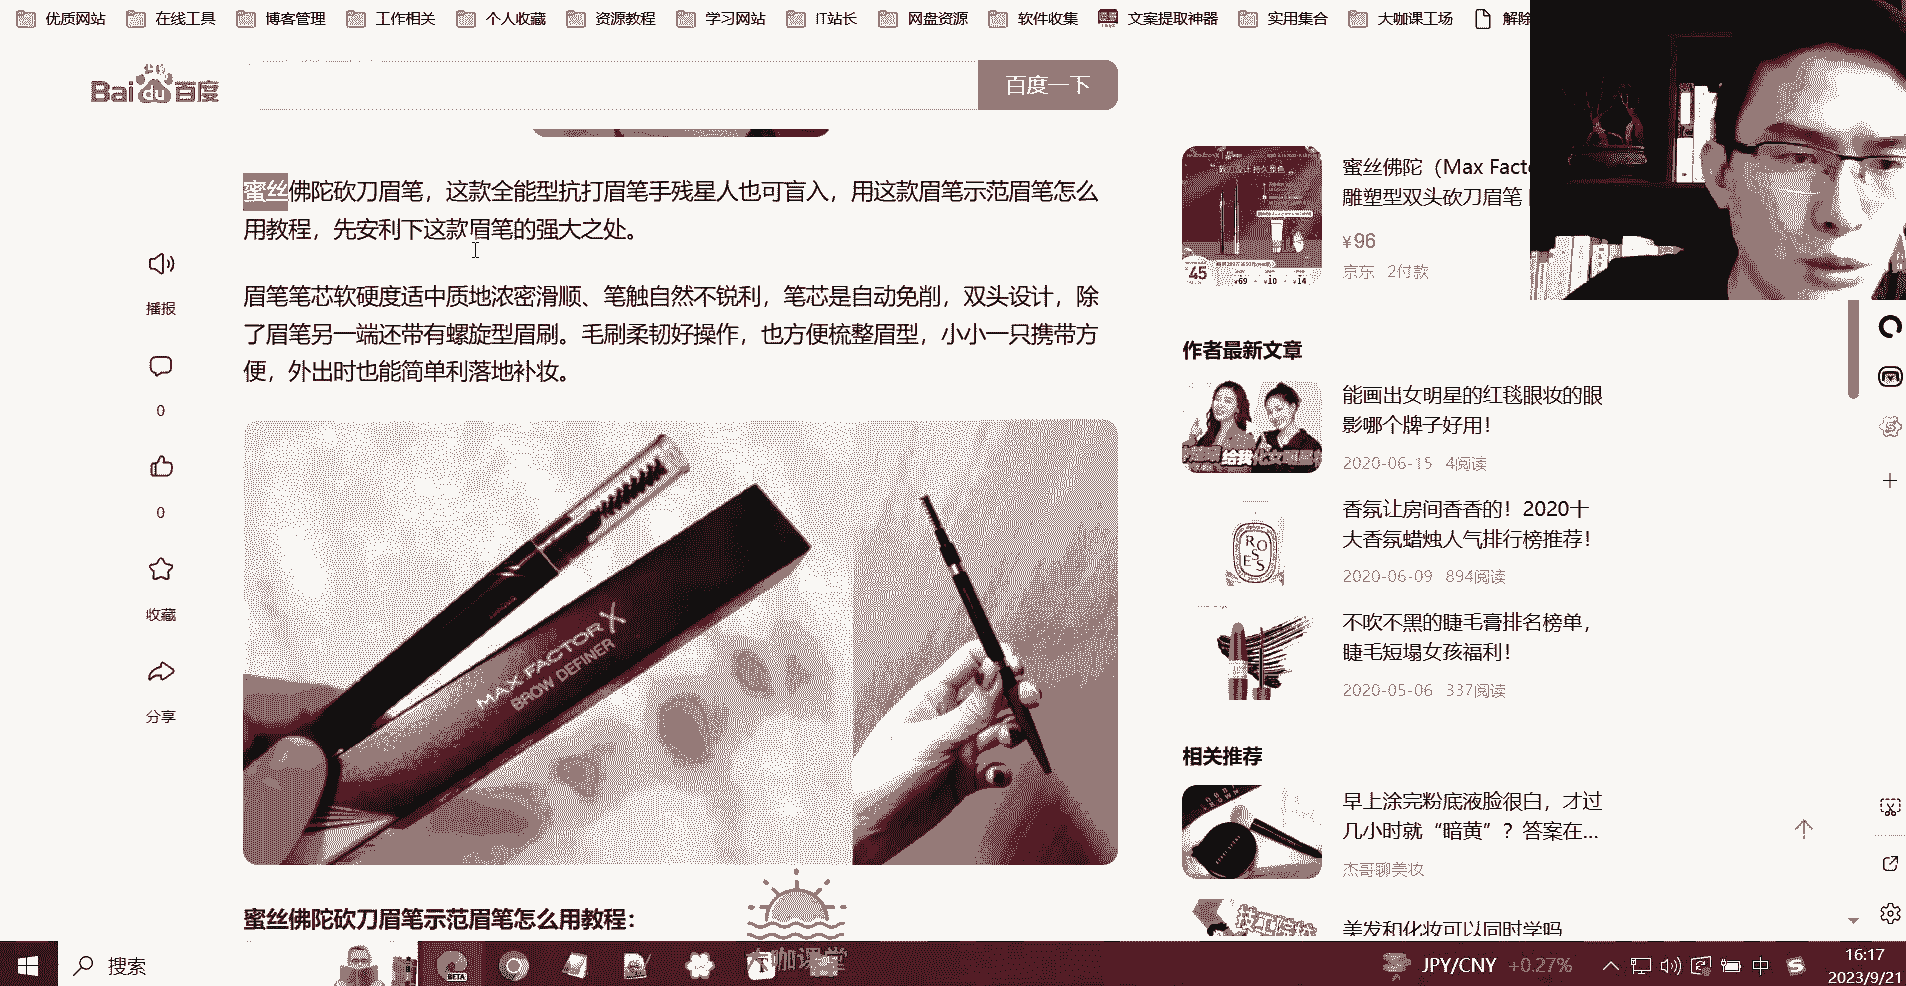 优质网站 在线工具 博客管理 工作相关 个人收藏 资源教程 学习网站 IT站长 网盘资源 软件收集 文案提取神器 实用集合 大咖课工场 解除
Bai du 百度
百度一下
蜜丝佛陀砍刀眉笔，这款全能型抗打眉笔手残星人也可盲入，用这款眉笔示范眉笔怎么
用教程，先安利下这款眉笔的强大之处。
眉笔笔芯软硬度适中质地浓密滑顺、笔触自然不锐利，笔芯是自动免削，双头设计，除
了眉笔另一端还带有螺旋型眉刷。毛刷柔韧好操作，也方便梳整眉型，小小一只携带方
便，外出时也能简单利落地补妆。
播报
0
0
收藏
分享
MAX FACTOR X
BROW DEFINER
蜜丝佛陀砍刀眉笔示范眉笔怎么用教程：
45
¥69 ¥10 ¥14
蜜丝佛陀（Max Facto
雕塑型双头砍刀眉笔
¥96
京东 2付款
作者最新文章
给我
能画出女明星的红毯眼妆的眼
影哪个牌子好用！
2020-06-15 4阅读
ROSES
香氛让房间香香的！2020十
大香氛蜡烛人气排行榜推荐！
2020-06-09 894阅读
不吹不黑的睫毛膏排名榜单，
睫毛短塌女孩福利！
2020-05-06 337阅读
相关推荐
早上涂完粉底液脸很白，才过
几小时就“暗黄”？答案在...
杰哥聊美妆
美发和化妆可以同时学吗
搜索
BETA
JPY/CNY +0.27%
中
16:17
2023/9/21